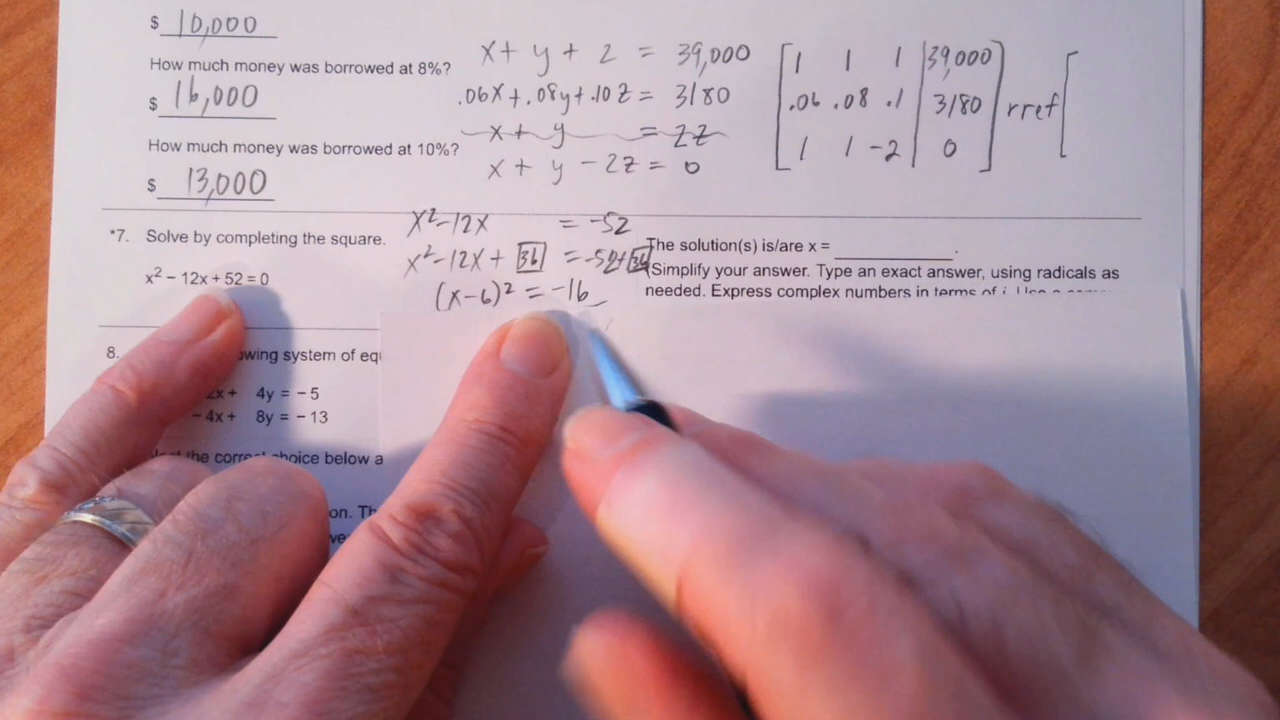 $ 10,000
How much money was borrowed at 8%?
$ 16,000
How much money was borrowed at 10%?
$ 13,000
x + y + z = 39,000
.06x + .08y + .10z = 3180
x + y = 2z
x + y - 2z = 0
1 1 1 | 39,000
.06 .08 .1 | 3180
1 1 -2 | 0
rref [
*7. Solve by completing the square.
x² − 12x + 52 = 0
x² - 12x = -52
x² - 12x + 36 = -52 + 36
(x - 6)² = -16
The solution(s) is/are x = ____.
(Simplify your answer. Type an exact answer, using radicals as
needed. Express complex numbers in terms of i.
8. owing system of equ
2x + 4y = − 5
− 4x + 8y = − 13
the correct choice below a
on. Th
ve